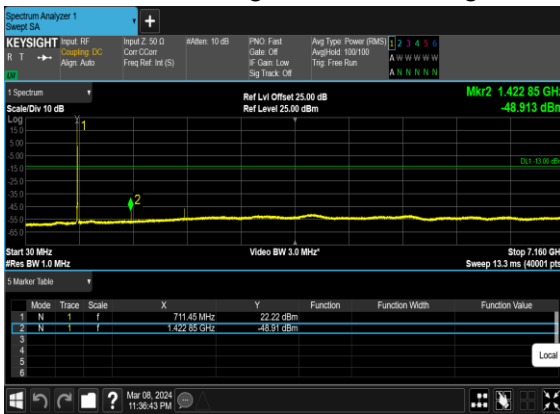 Spectrum Analyzer 1
Swept SA
KEYSIGHT Input: RF Input Z: 50 Ω #Atten: 10 dB PNO: Fast Avg Type: Power (RMS) 1 2 3 4 5 6
R T Coupling: DC Corr CCorr Gate: Off Avg|Hold: 100/100 A W W W W W
Align: Auto Freq Ref: Int (S) IF Gain: Low Trig: Free Run
Sig Track: Off A N N N N N
1 Spectrum Ref Lvl Offset 25.00 dB Mkr2 1.422 85 GHz
Scale/Div 10 dB Ref Level 25.00 dBm -48.913 dBm
Log
15.0 1
5.00
-5.00
-15.0 DL1 -13.00 dBm
-25.0
-35.0
-45.0 2
-55.0
-65.0
Start 30 MHz Video BW 3.0 MHz* Stop 7.160 GHz
#Res BW 1.0 MHz Sweep 13.3 ms (40001 pts
5 Marker Table
Mode Trace Scale X Y Function Function Width Function Value
1 N 1 f 711.45 MHz 22.22 dBm
2 N 1 f 1.422 85 GHz -48.91 dBm
3
4
5
6
Local
? Mar 08, 2024
11:36:43 PM